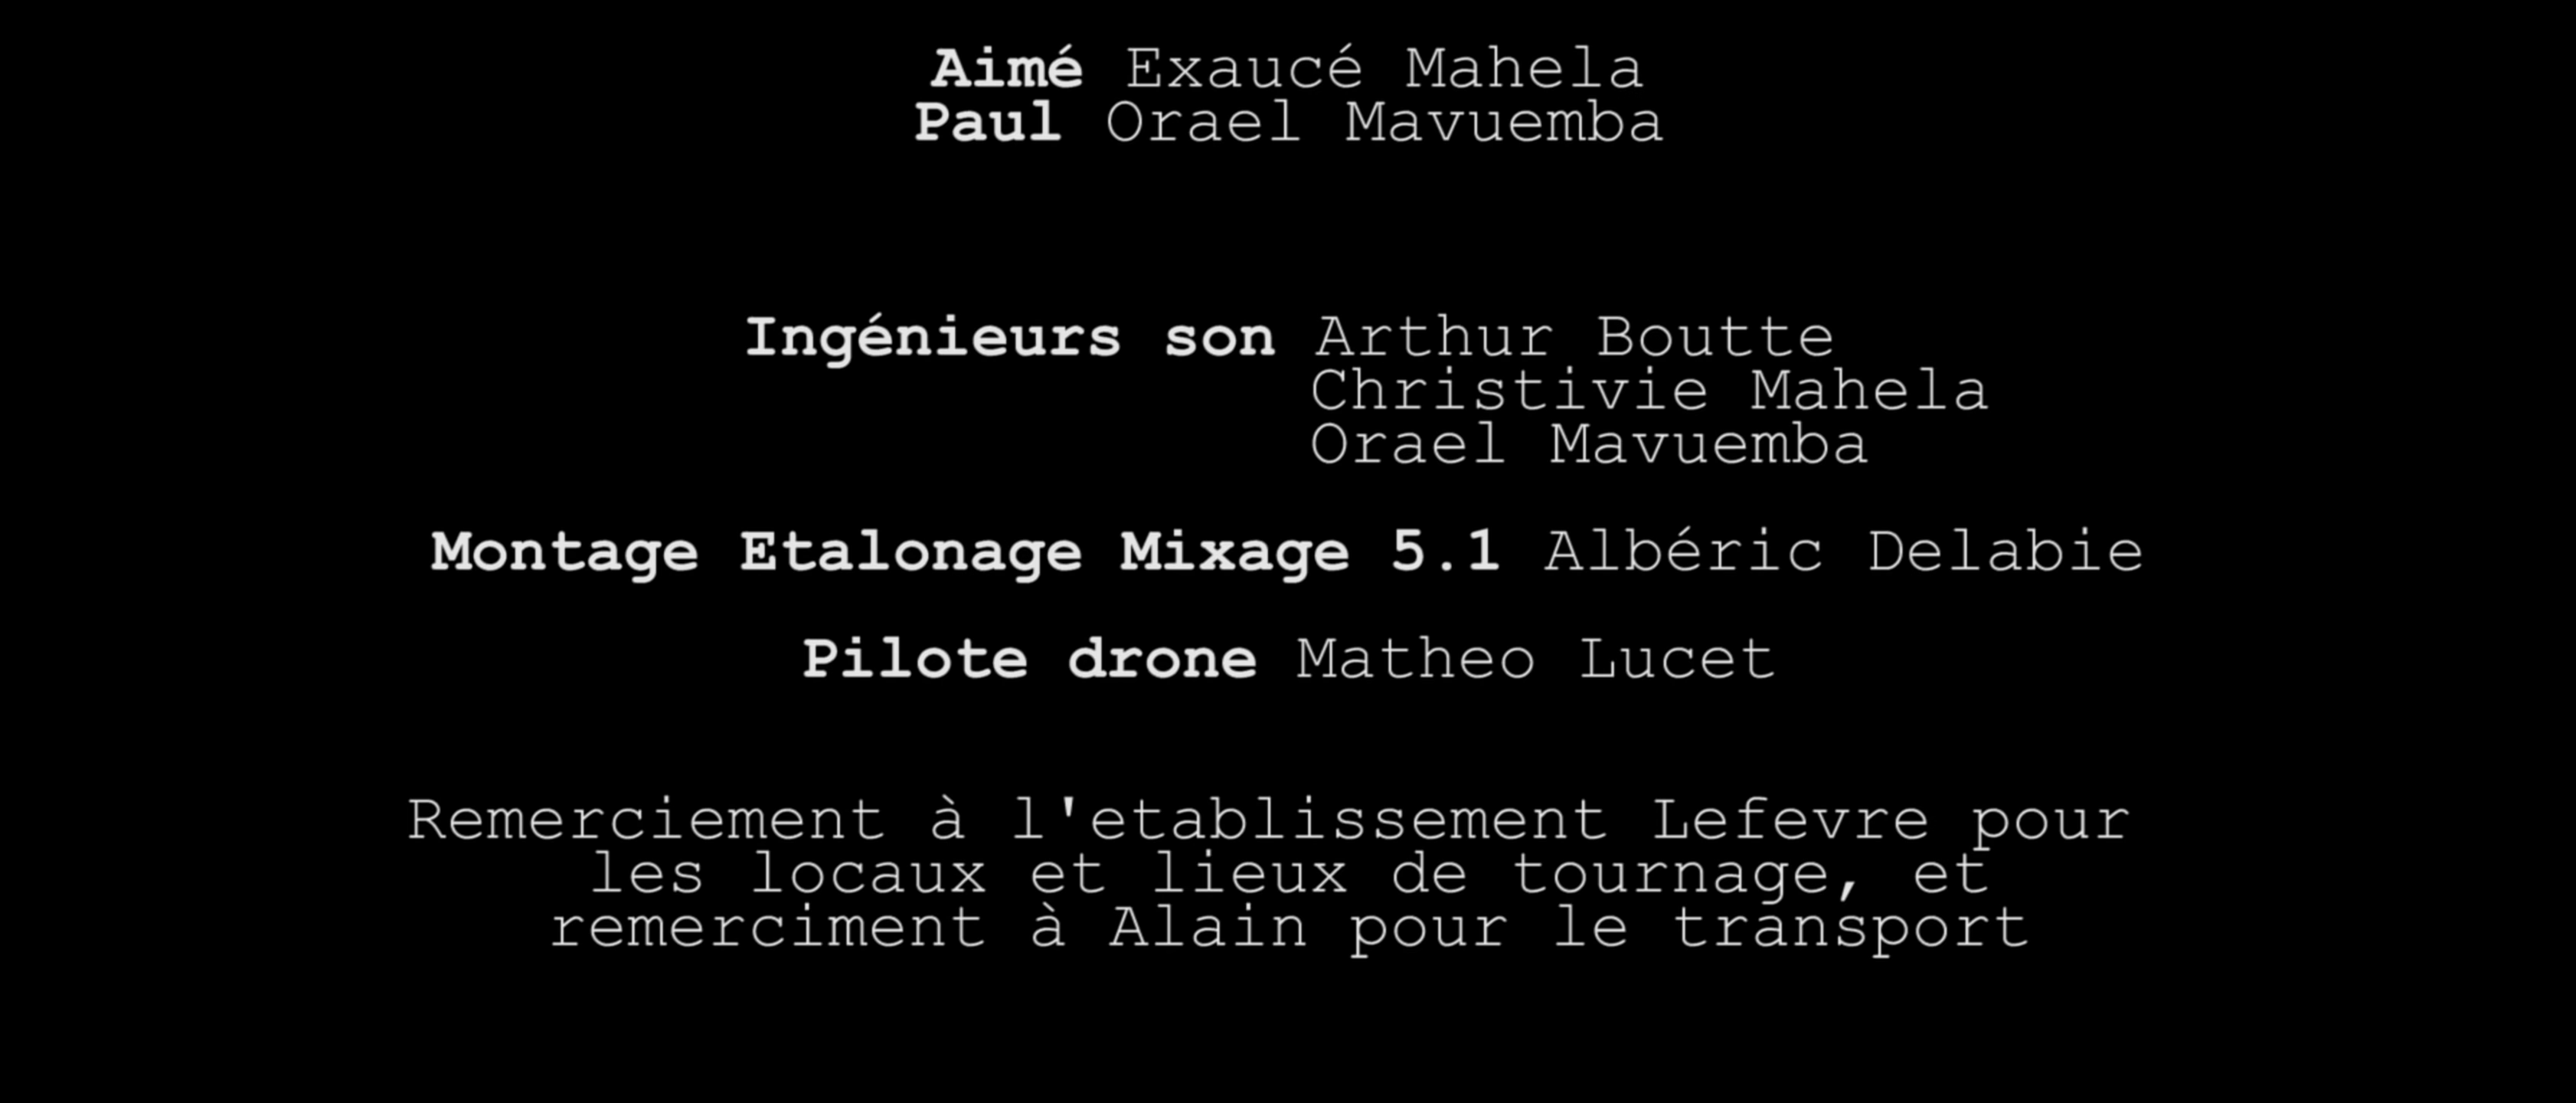 Aimé Exaucé Mahela
Paul Orael Mavuemba
Ingénieurs son Arthur Boutte
Christivie Mahela
Orael Mavuemba
Montage Etalonage Mixage 5.1 Albéric Delabie
Pilote drone Matheo Lucet
Remerciement à l'etablissement Lefevre pour
les locaux et lieux de tournage, et
remerciment à Alain pour le transport